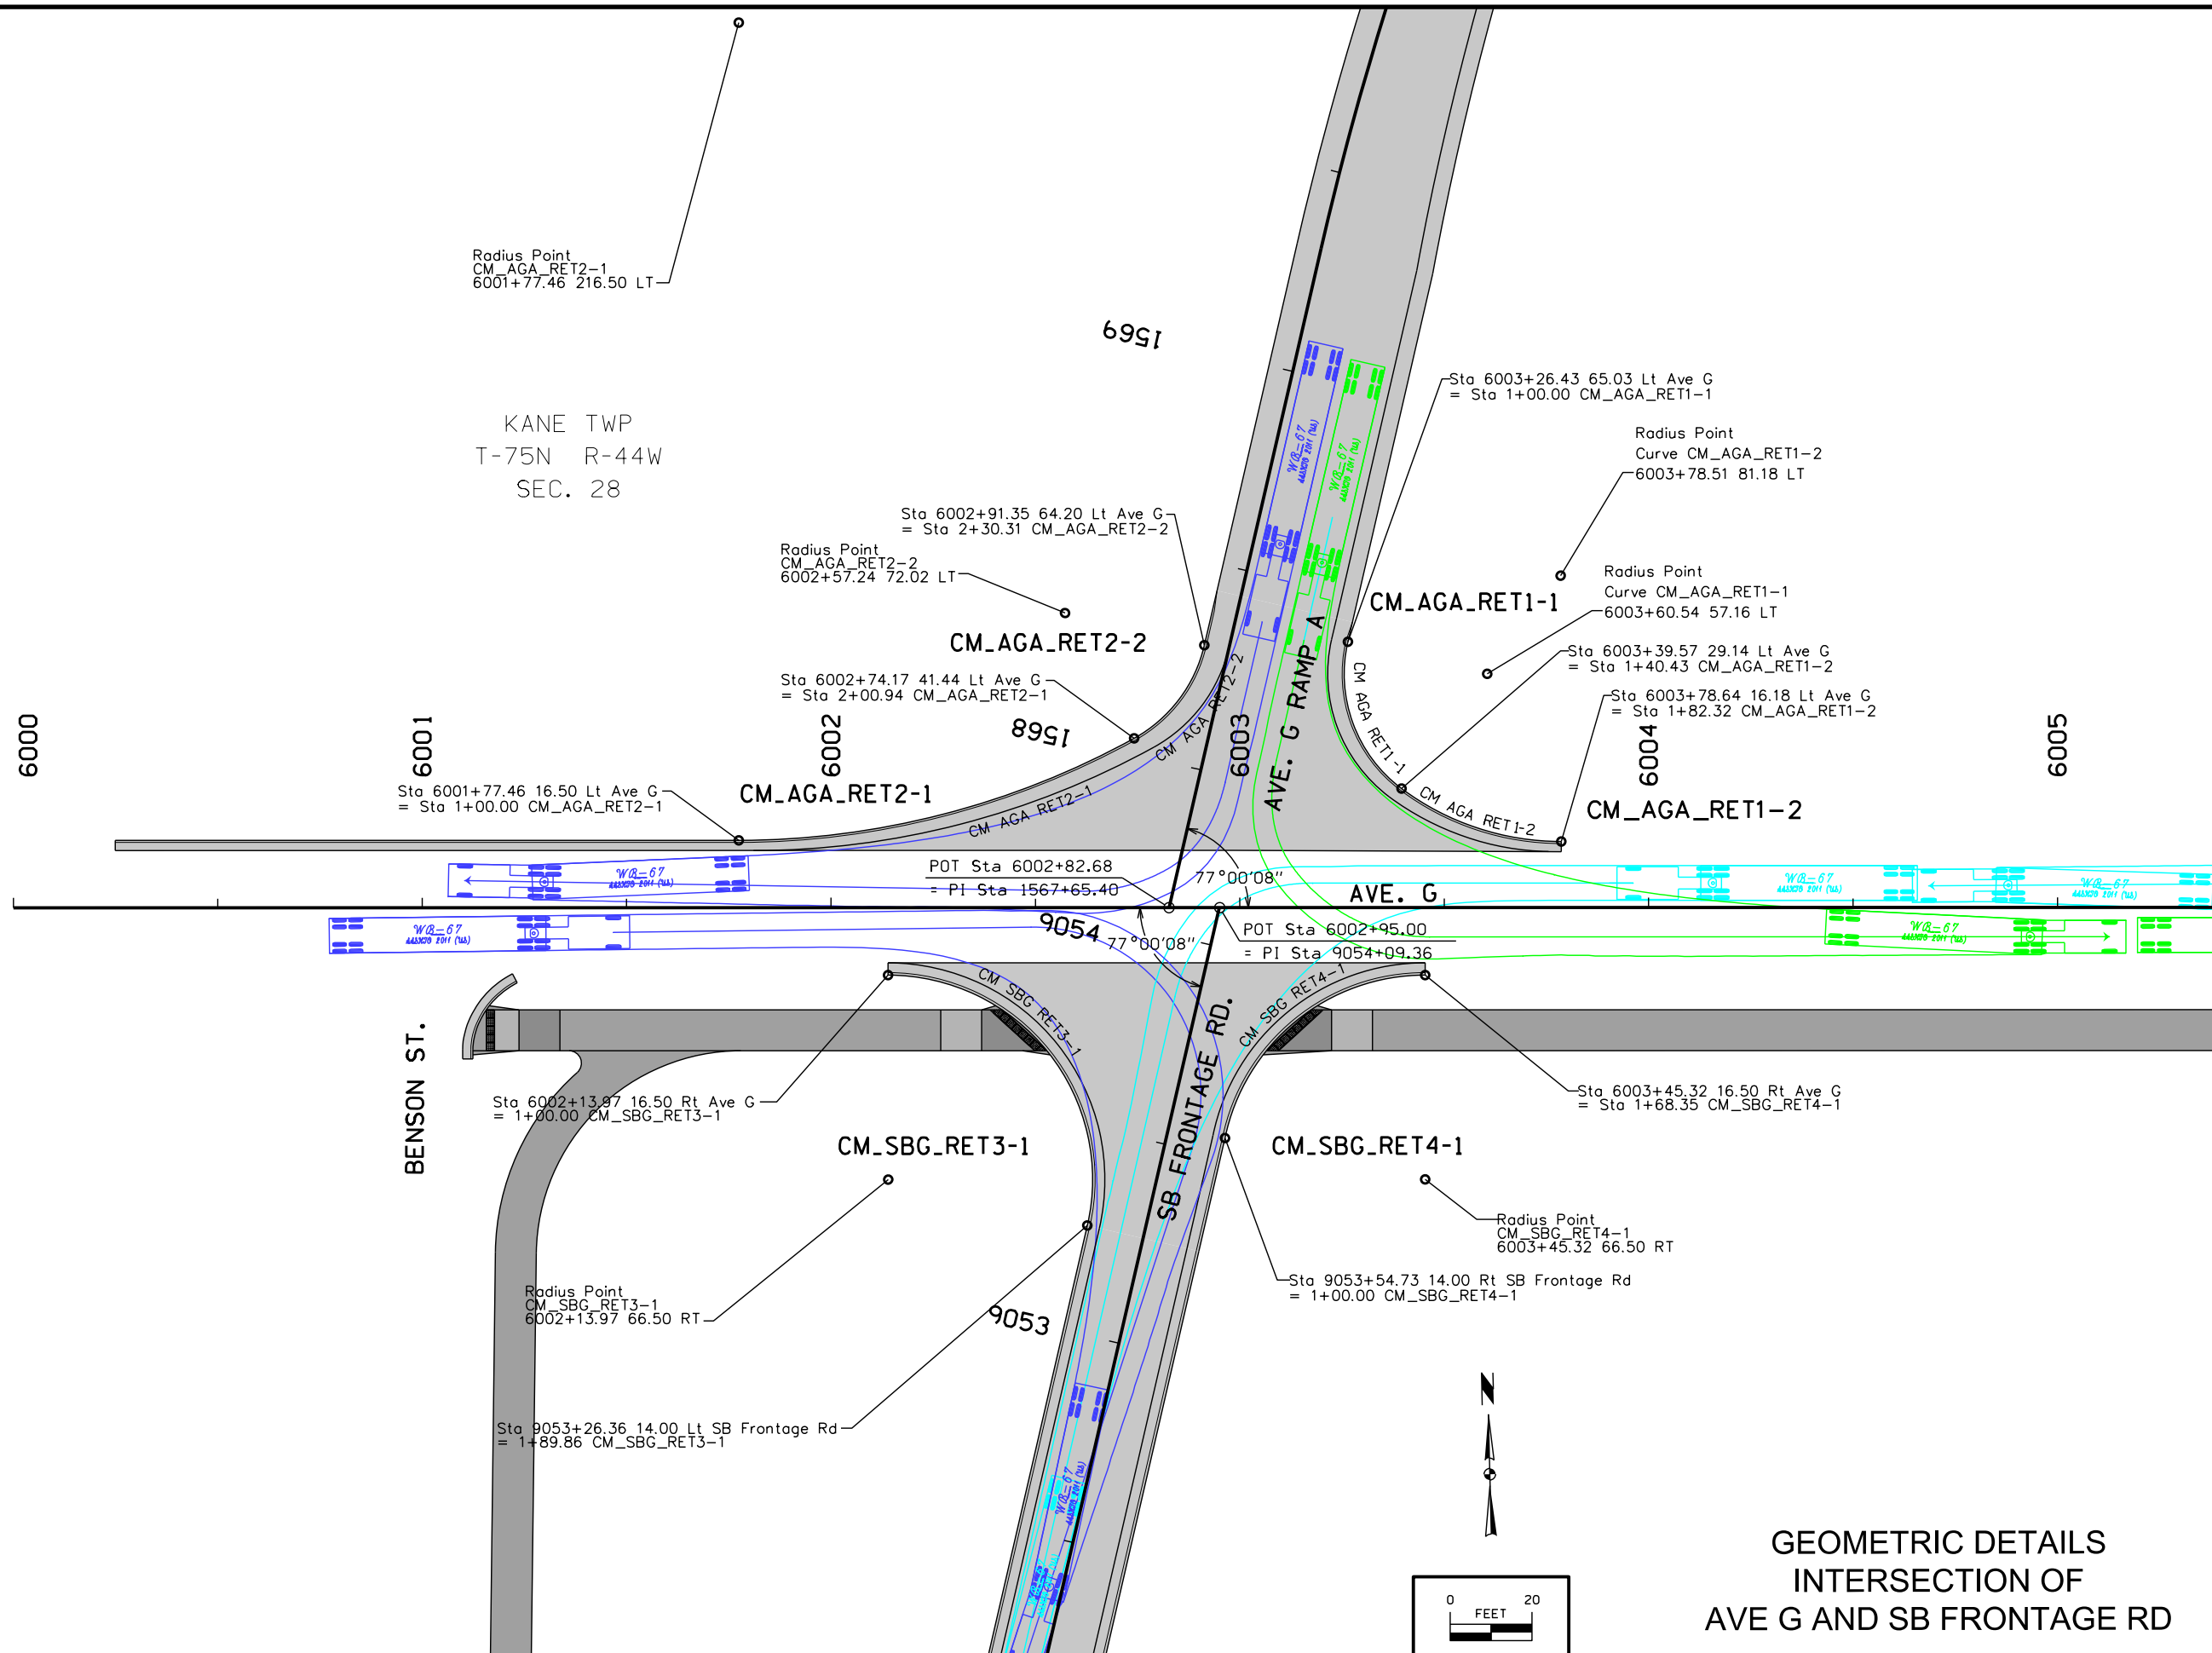 Radius Point
CM_AGA_RET2-1
6001+77.46 216.50 LT
1569
KANE TWP
T-75N R-44W
SEC. 28
Sta 6003+26.43 65.03 Lt Ave G
= Sta 1+00.00 CM_AGA_RET1-1
Radius Point
Curve CM_AGA_RET1-2
6003+78.51 81.18 LT
WB-67
WB-67
Sta 6002+91.35 64.20 Lt Ave G
= Sta 2+30.31 CM_AGA_RET2-2
Radius Point
CM_AGA_RET2-2
6002+57.24 72.02 LT
Radius Point
Curve CM_AGA_RET1-1
6003+60.54 57.16 LT
CM_AGA_RET1-1
CM_AGA_RET2-2
Sta 6003+39.57 29.14 Lt Ave G
= Sta 1+40.43 CM_AGA_RET1-2
Sta 6002+74.17 41.44 Lt Ave G
= Sta 2+00.94 CM_AGA_RET2-1
Sta 6003+78.64 16.18 Lt Ave G
= Sta 1+82.32 CM_AGA_RET1-2
CM AGA RET2-2
CM AGA RET1-1
AVE. G RAMP A
6000
6001
6002
6003
6004
6005
1568
Sta 6001+77.46 16.50 Lt Ave G
= Sta 1+00.00 CM_AGA_RET2-1
CM_AGA_RET2-1
CM AGA RET2-1
CM AGA RET1-2
CM_AGA_RET1-2
POT Sta 6002+82.68
= PI Sta 1567+65.40
77°00'08"
AVE. G
WB-67
WB-67
WB-67
WB-67
WB-67
9054
77°00'08"
POT Sta 6002+95.00
= PI Sta 9054+09.36
CM SBG RET3-1
CM SBG RET4-1
BENSON ST.
SB FRONTAGE RD.
Sta 6002+13.97 16.50 Rt Ave G
= 1+00.00 CM_SBG_RET3-1
Sta 6003+45.32 16.50 Rt Ave G
= Sta 1+68.35 CM_SBG_RET4-1
CM_SBG_RET3-1
CM_SBG_RET4-1
Radius Point
CM_SBG_RET4-1
6003+45.32 66.50 RT
Radius Point
CM_SBG_RET3-1
6002+13.97 66.50 RT
Sta 9053+54.73 14.00 Rt SB Frontage Rd
= 1+00.00 CM_SBG_RET4-1
9053
Sta 9053+26.36 14.00 Lt SB Frontage Rd
= 1+89.86 CM_SBG_RET3-1
WB-67
N
0 20
FEET
GEOMETRIC DETAILS
INTERSECTION OF
AVE G AND SB FRONTAGE RD